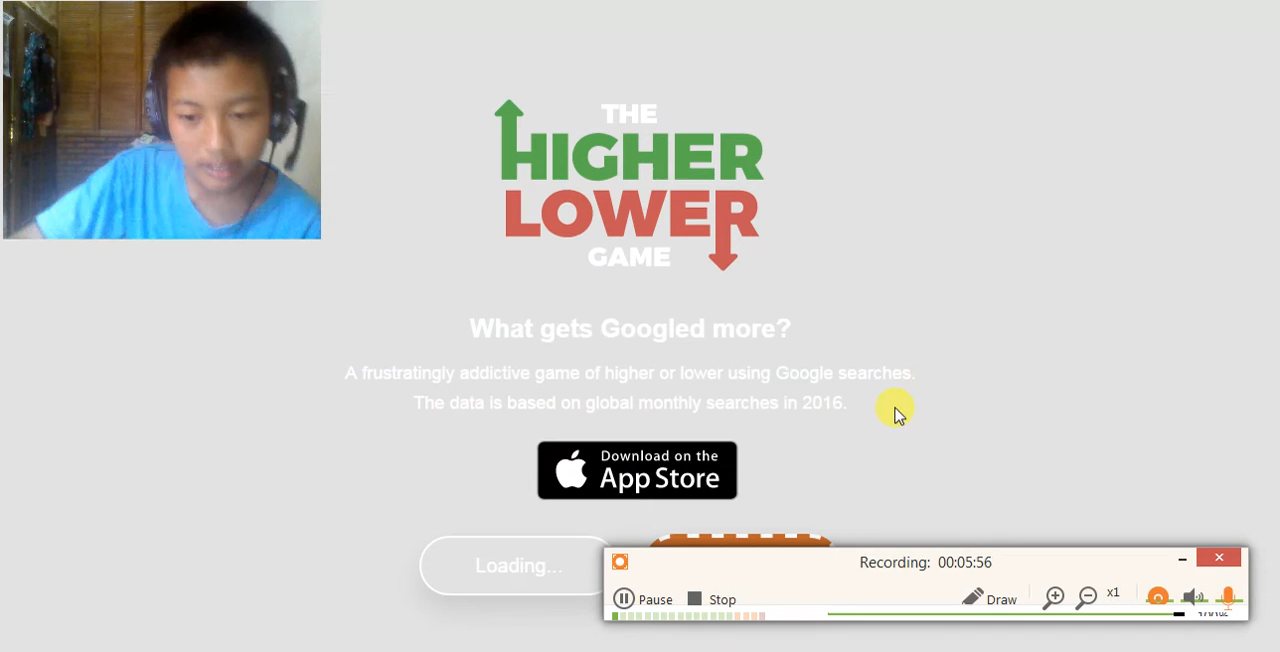 THE
HIGHER
LOWER
GAME
What gets Googled more?
A frustratingly addictive game of higher or lower using Google searches.
The data is based on global monthly searches in 2016.
Download on the
App Store
Loading...
Recording: 00:05:56
Pause
Stop
Draw
x1